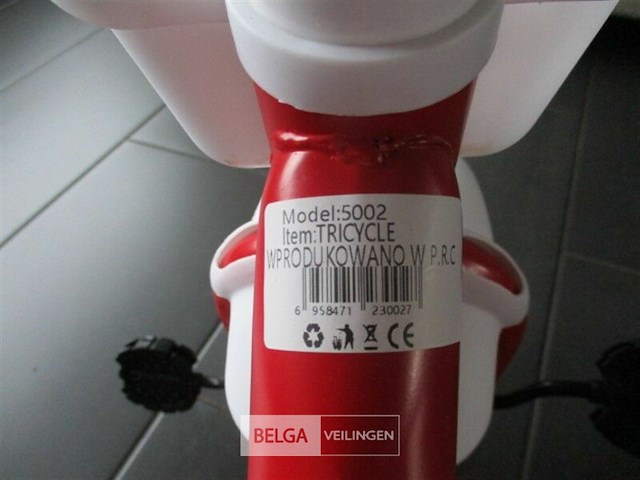 Model:5002
Item:TRICYCLE
WPRODUKOWANO W P.R.C
6 958471 230027
CE
BELGA VEILINGEN